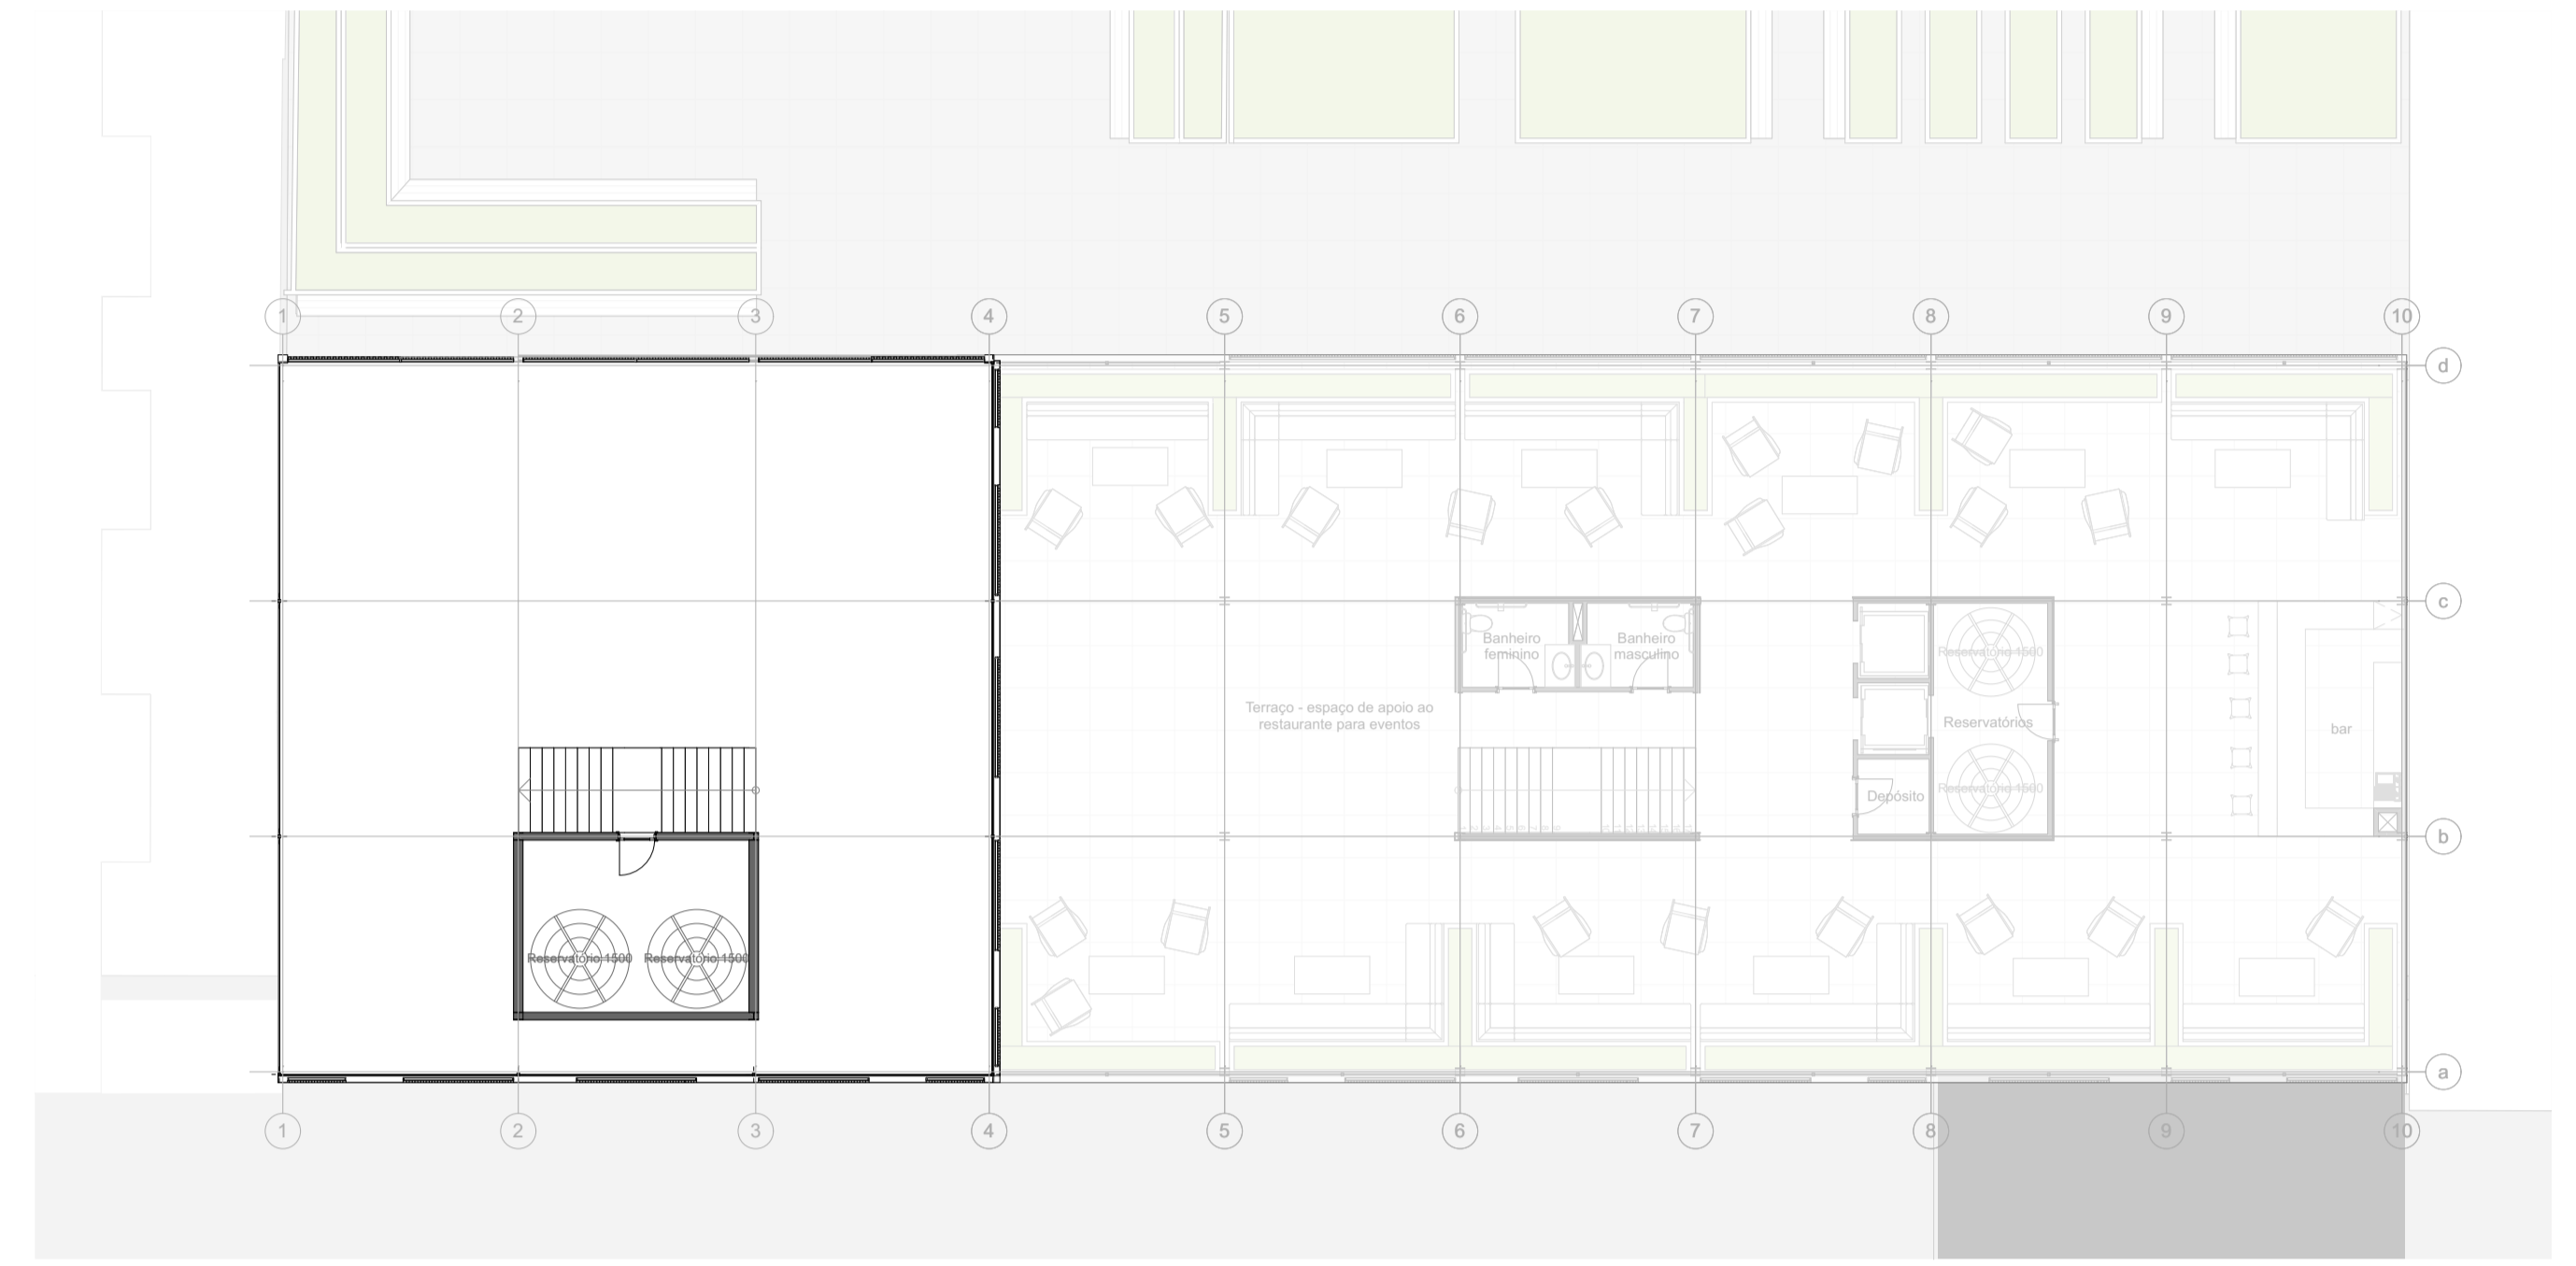 1 2 3 4 5 6 7 8 9 10
d
c
Banheiro
feminino
Banheiro
masculino
Reservatório 1500
Terraço - espaço de apoio ao
restaurante para eventos
Reservatórios
bar
Depósito
Reservatório 1500
b
Reservatório 1500
Reservatório 1500
a
1 2 3 4 5 6 7 8 9 10